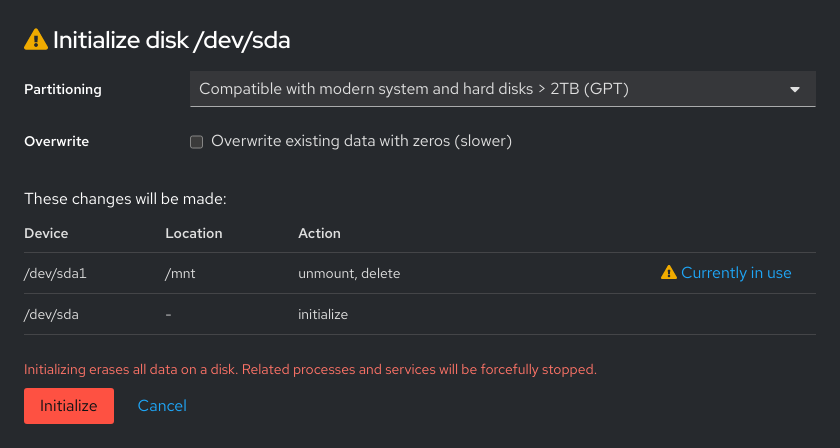 Initialize disk /dev/sda
Partitioning Compatible with modern system and hard disks > 2TB (GPT)
Overwrite Overwrite existing data with zeros (slower)
These changes will be made:
Device Location Action
/dev/sda1 /mnt unmount, delete Currently in use
/dev/sda - initialize
Initializing erases all data on a disk. Related processes and services will be forcefully stopped.
Initialize Cancel